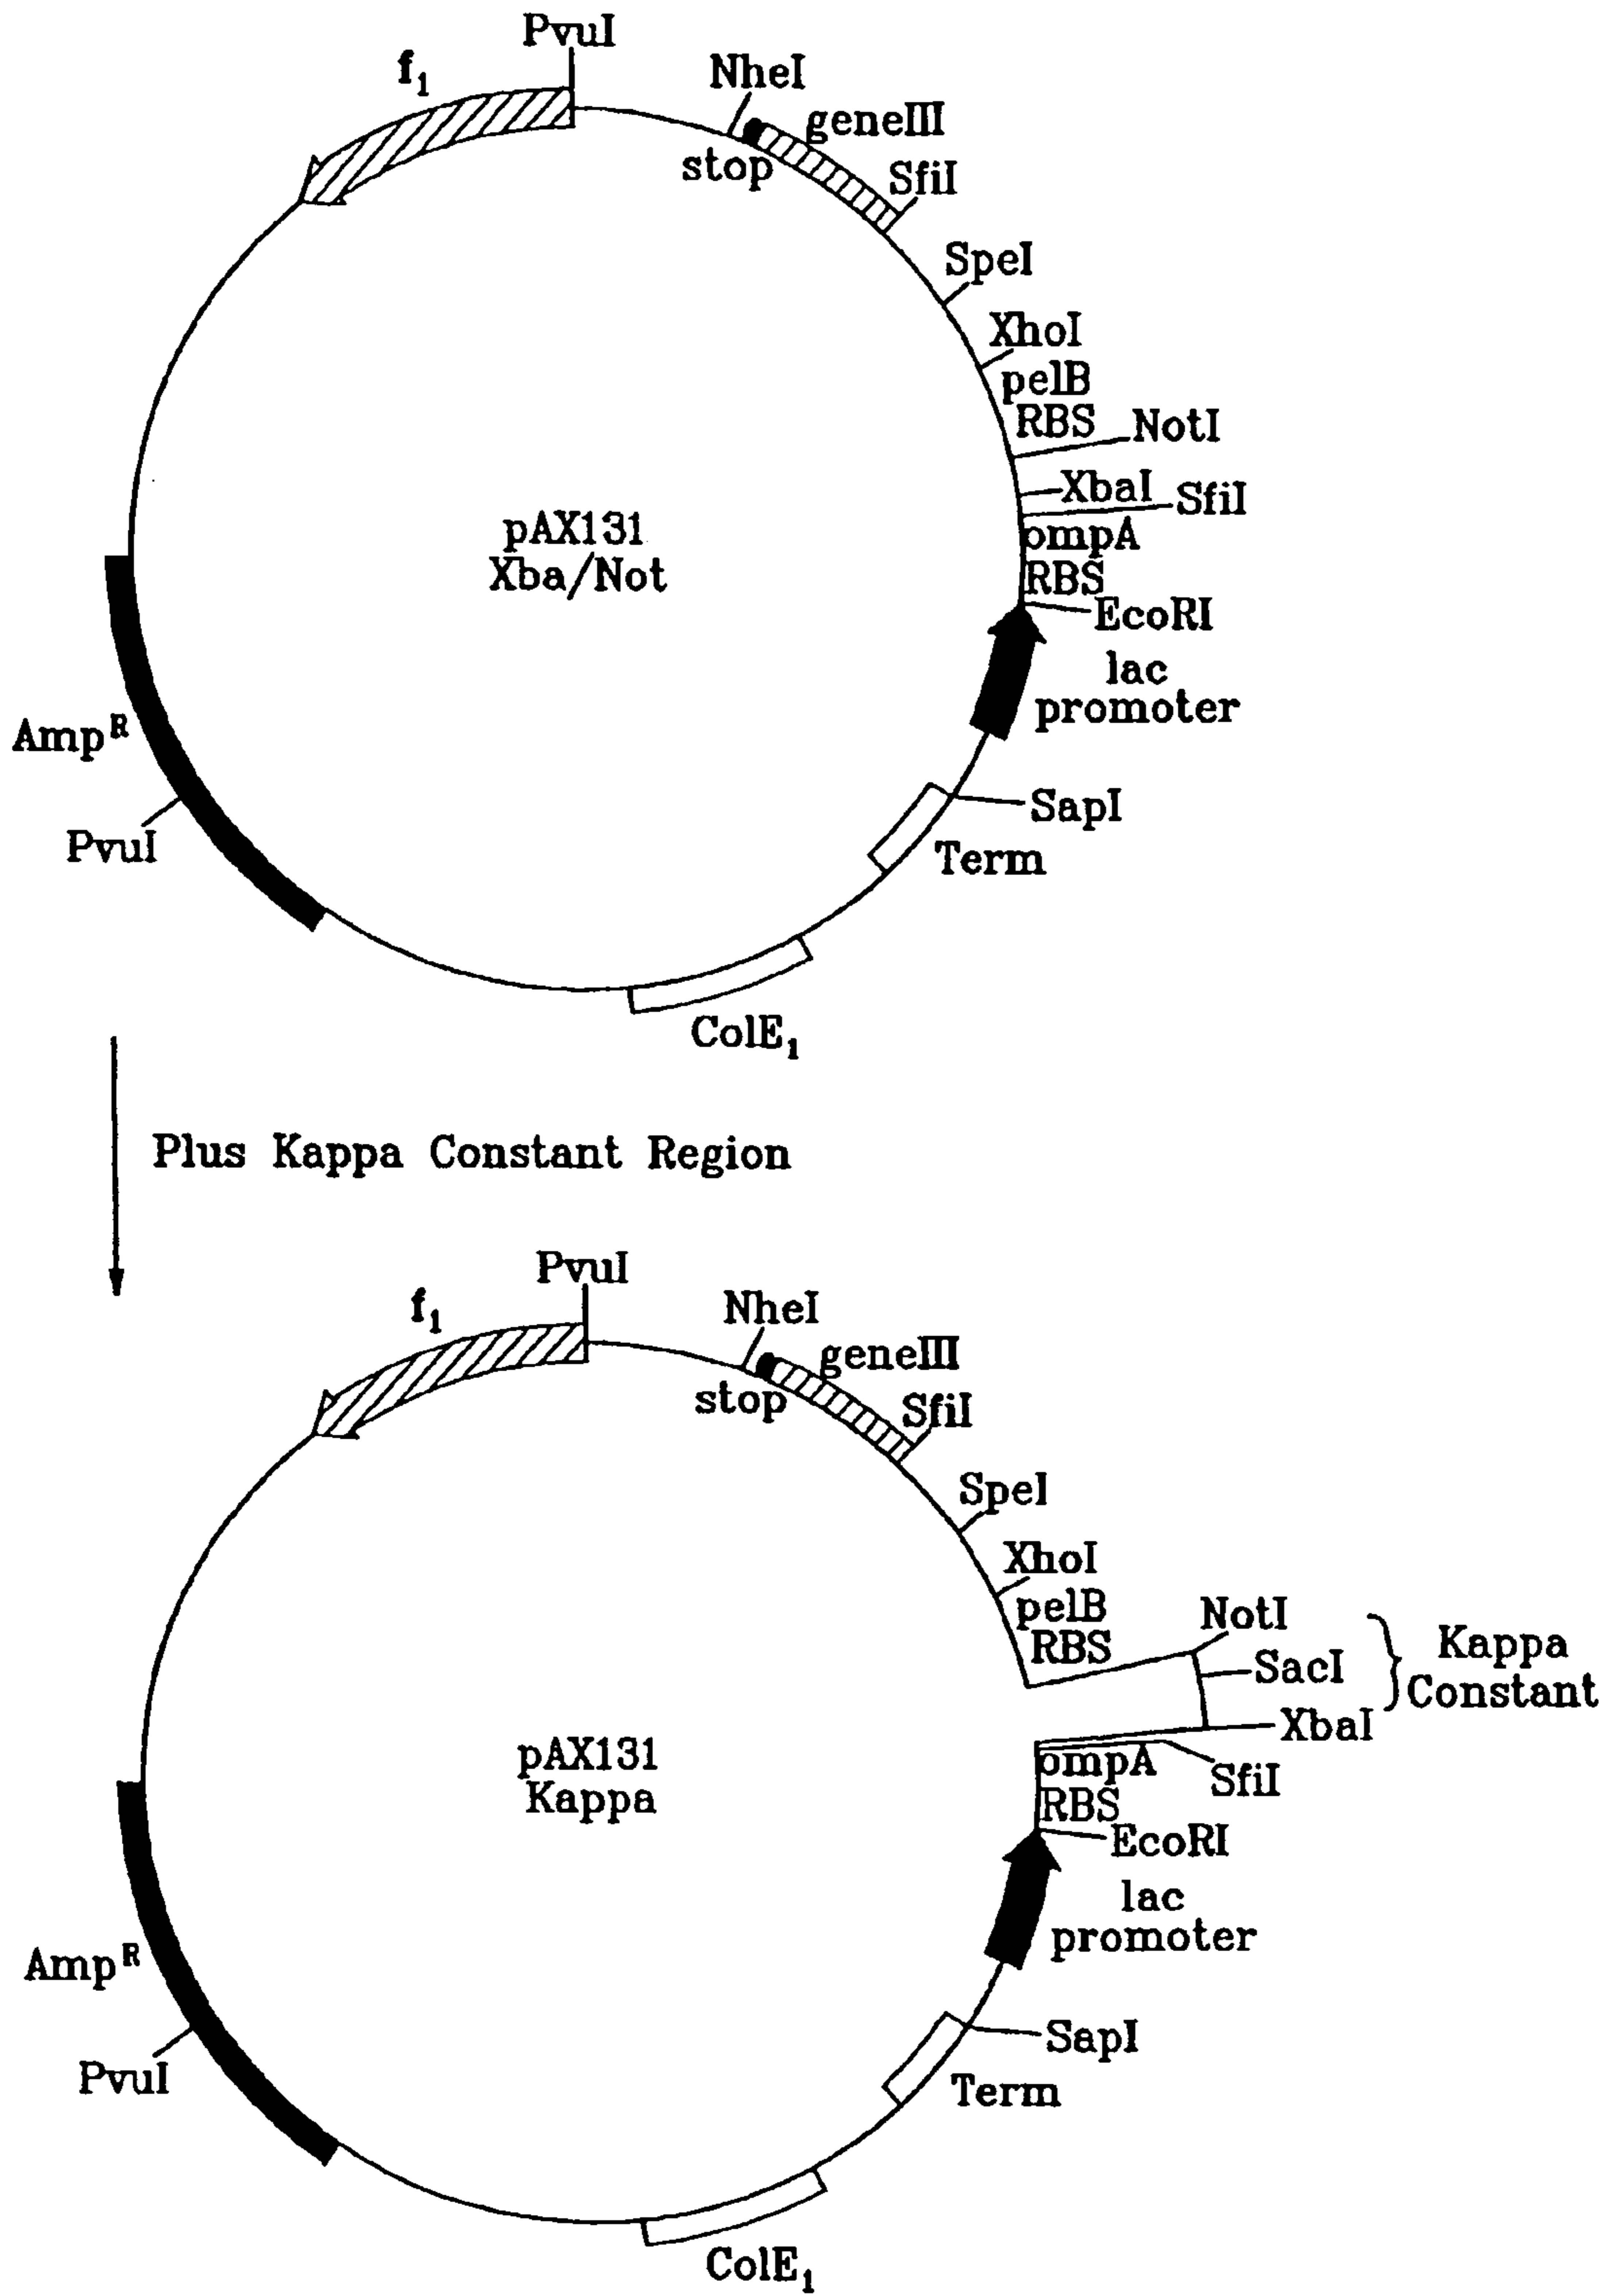 PvuI
f₁
NheI
geneIII
stop
SfiI
SpeI
XhoI
pelB
RBS
NotI
XbaI
SfiI
pAX131
Xba/Not
ompA
RBS
EcoRI
lac
promoter
Ampᴿ
SapI
PvuI
Term
ColE₁
Plus Kappa Constant Region
PvuI
f₁
NheI
geneIII
stop
SfiI
SpeI
XhoI
pelB
RBS
NotI
SacI
Kappa
Constant
XbaI
pAX131
Kappa
ompA
SfiI
RBS
EcoRI
lac
promoter
Ampᴿ
SapI
PvuI
Term
ColE₁